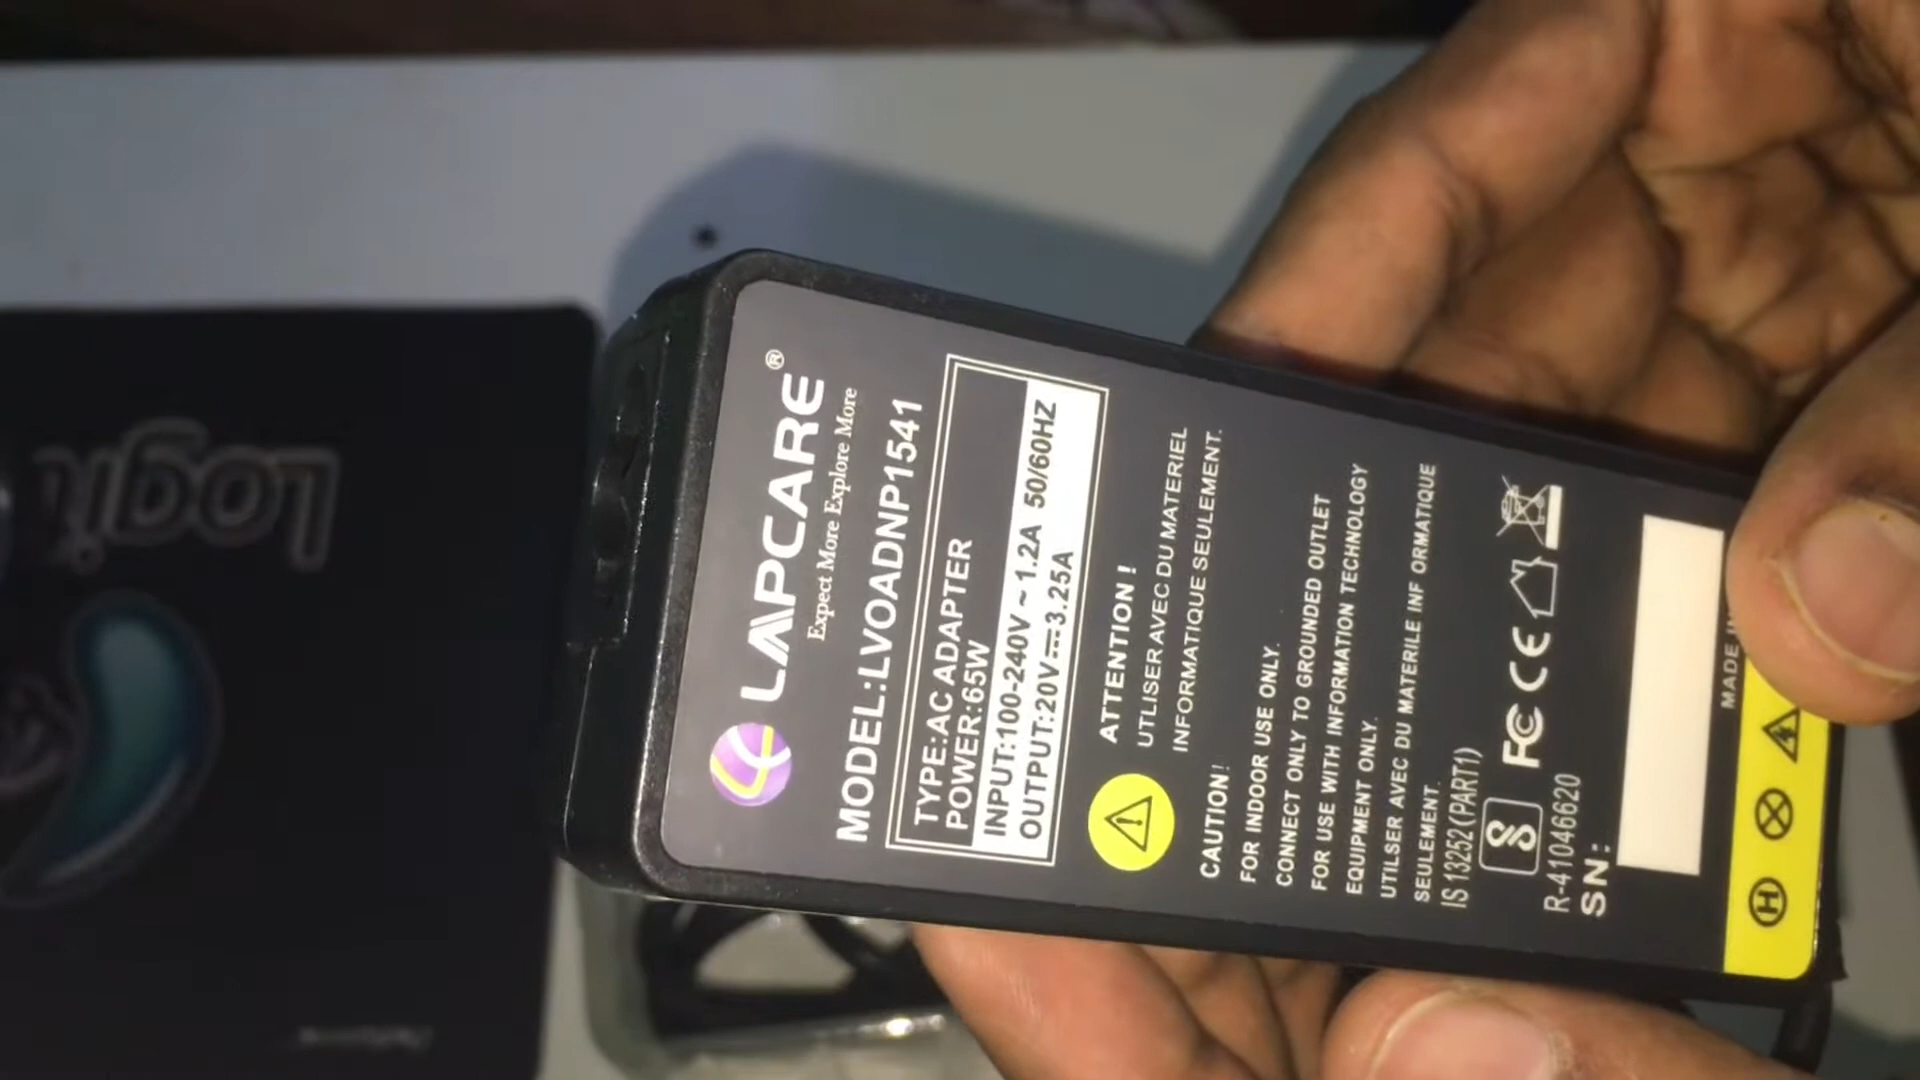 LAPCARE®
Expect More Explore More
MODEL:LVOADNP1541
TYPE:AC ADAPTER
POWER:65W
INPUT:100-240V ~ 1.2A 50/60HZ
OUTPUT:20V⎓3.25A
ATTENTION !
UTLISER AVEC DU MATERIEL
INFORMATIQUE SEULEMENT.
CAUTION!
FOR INDOOR USE ONLY.
CONNECT ONLY TO GROUNDED OUTLET
FOR USE WITH INFORMATION TECHNOLOGY
EQUIPMENT ONLY.
UTILSER AVEC DU MATERILE INF ORMATIQUE
SEULEMENT.
IS 13252(PART1)
FC CE
R-41046620
SN:
MADE
H